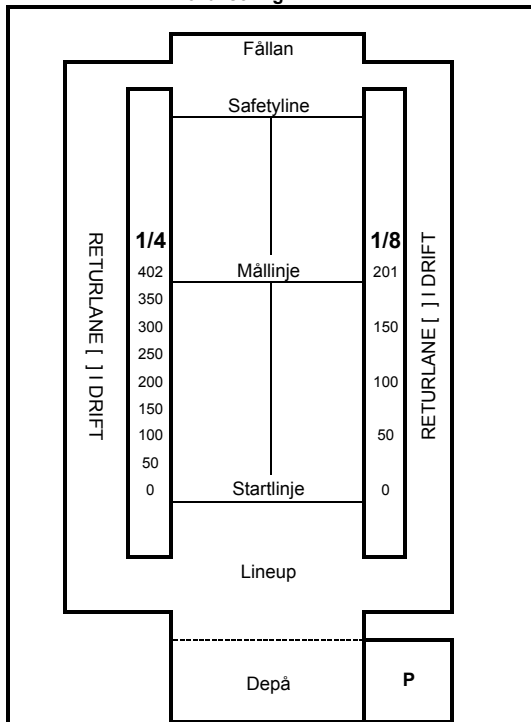 Fållan
Safetyline
1/4
1/8
402
Mållinje
201
350
300
150
250
200
100
150
100
50
50
0
Startlinje
0
RETURLANE [ ] I DRIFT
RETURLANE [ ] I DRIFT
Lineup
Depå
P